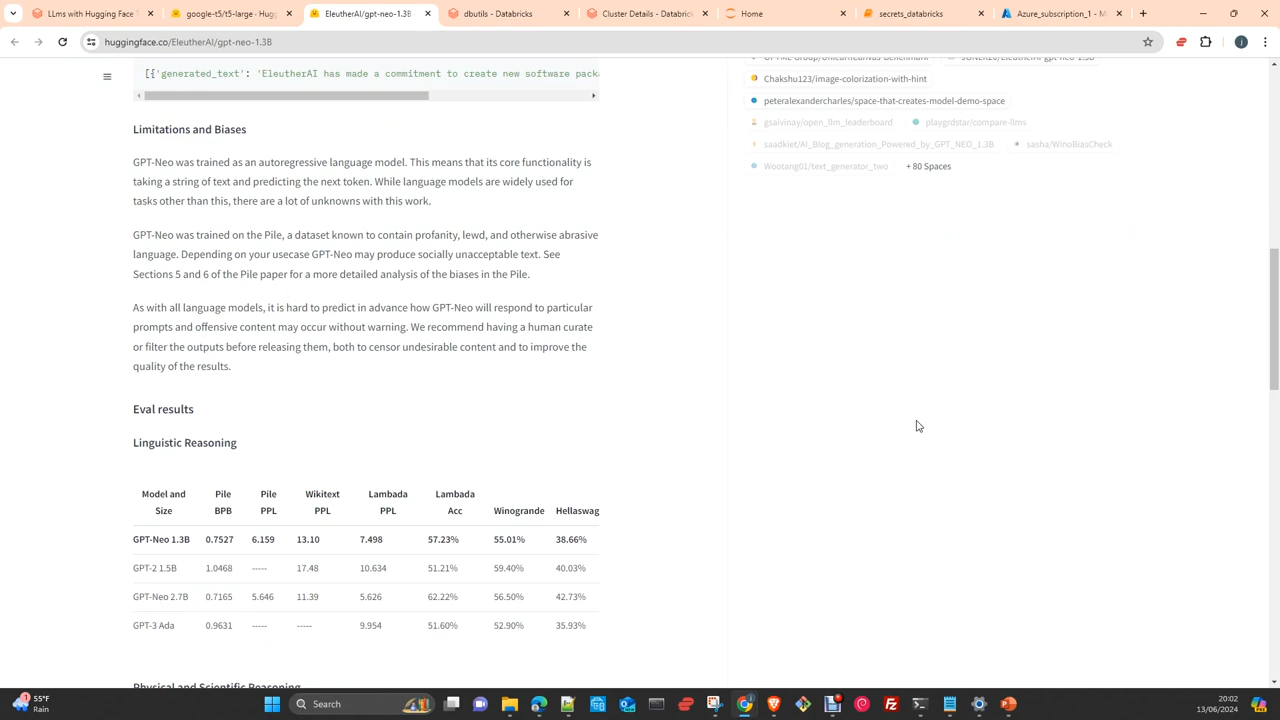 LLMs with Hugging Face
google-t5/t5-large · Hugging F
EleutherAI/gpt-neo-1.3B ·
dbutils - Databricks
Cluster Details - Databricks
Home
secrets_databricks
Azure_subscription_1 - M
huggingface.co/EleutherAI/gpt-neo-1.3B
[{'generated_text': 'EleutherAI has made a commitment to create new software pack
Limitations and Biases
GPT-Neo was trained as an autoregressive language model. This means that its core functionality is
taking a string of text and predicting the next token. While language models are widely used for
tasks other than this, there are a lot of unknowns with this work.
GPT-Neo was trained on the Pile, a dataset known to contain profanity, lewd, and otherwise abrasive
language. Depending on your usecase GPT-Neo may produce socially unacceptable text. See
Sections 5 and 6 of the Pile paper for a more detailed analysis of the biases in the Pile.
As with all language models, it is hard to predict in advance how GPT-Neo will respond to particular
prompts and offensive content may occur without warning. We recommend having a human curate
or filter the outputs before releasing them, both to censor undesirable content and to improve the
quality of the results.
Eval results
Linguistic Reasoning
Model and Size Pile BPB Pile PPL Wikitext PPL Lambada PPL Lambada Acc Winogrande Hellaswag
GPT-Neo 1.3B 0.7527 6.159 13.10 7.498 57.23% 55.01% 38.66%
GPT-2 1.5B 1.0468 ----- 17.48 10.634 51.21% 59.40% 40.03%
GPT-Neo 2.7B 0.7165 5.646 11.39 5.626 62.22% 56.50% 42.73%
GPT-3 Ada 0.9631 ----- ----- 9.954 51.60% 52.90% 35.93%
Physical and Scientific Reasoning
Chakshu123/image-colorization-with-hint
peteralexandercharles/space-that-creates-model-demo-space
gsaivinay/open_llm_leaderboard playgrdstar/compare-llms
saadkiet/AI_Blog_generation_Powered_by_GPT_NEO_1.3B sasha/WinoBiasCheck
Wootang01/text_generator_two + 80 Spaces
1
55°F
Rain
Search
20:02
13/06/2024